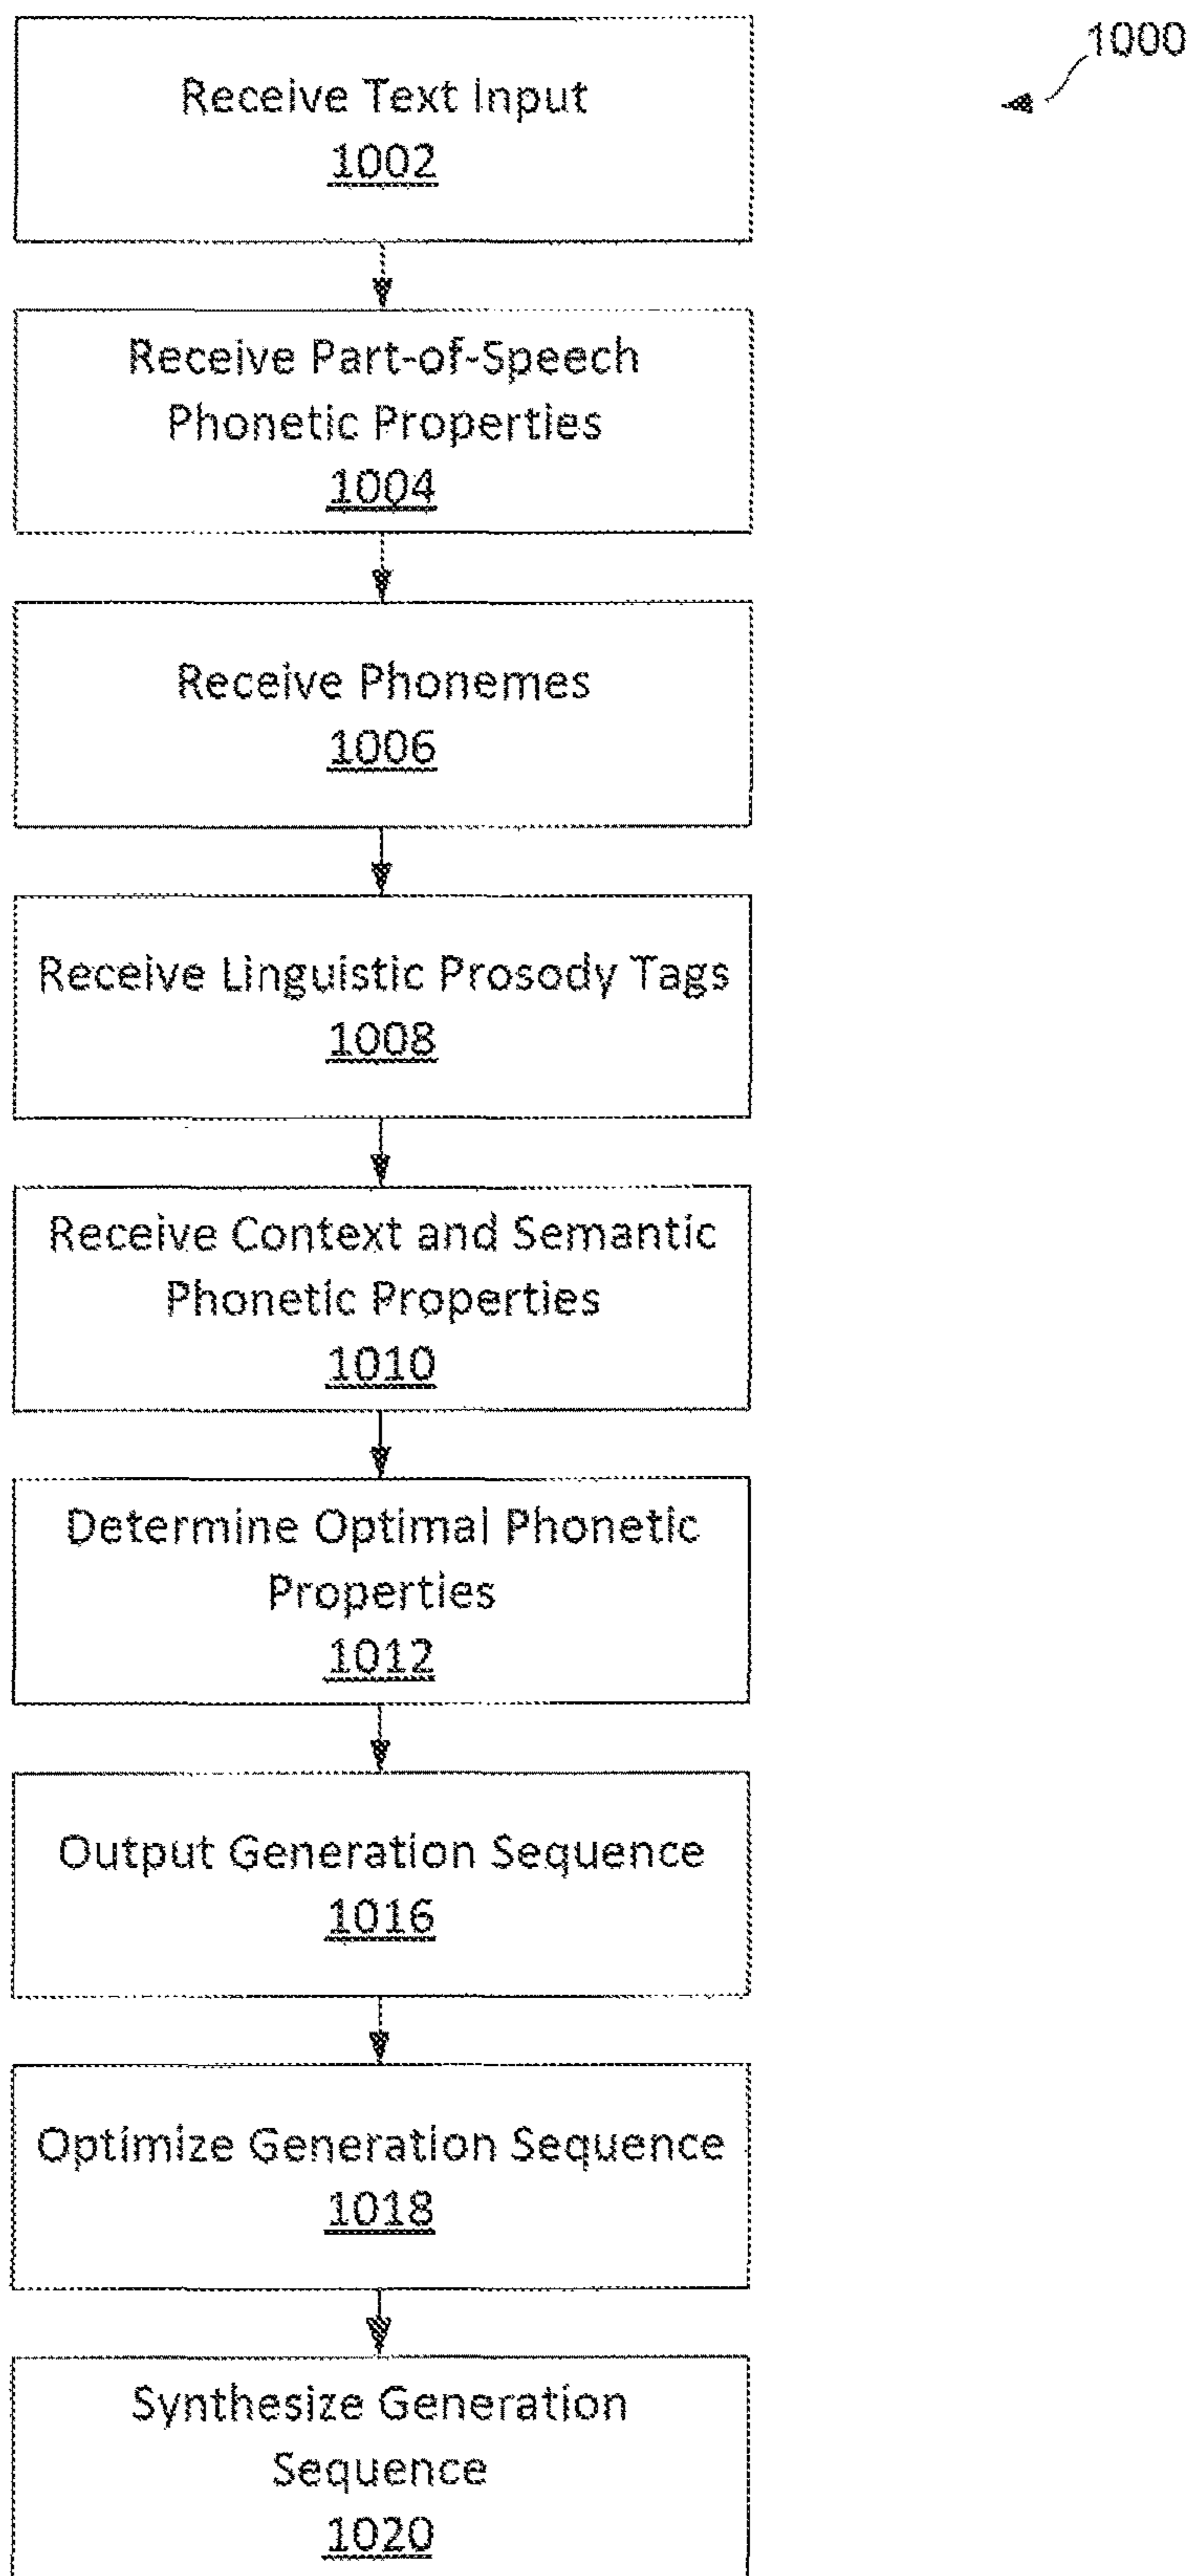 1000
Receive Text Input
1002
Receive Part-of-Speech
Phonetic Properties
1004
Receive Phonemes
1006
Receive Linguistic Prosody Tags
1008
Receive Context and Semantic
Phonetic Properties
1010
Determine Optimal Phonetic
Properties
1012
Output Generation Sequence
1016
Optimize Generation Sequence
1018
Synthesize Generation
Sequence
1020